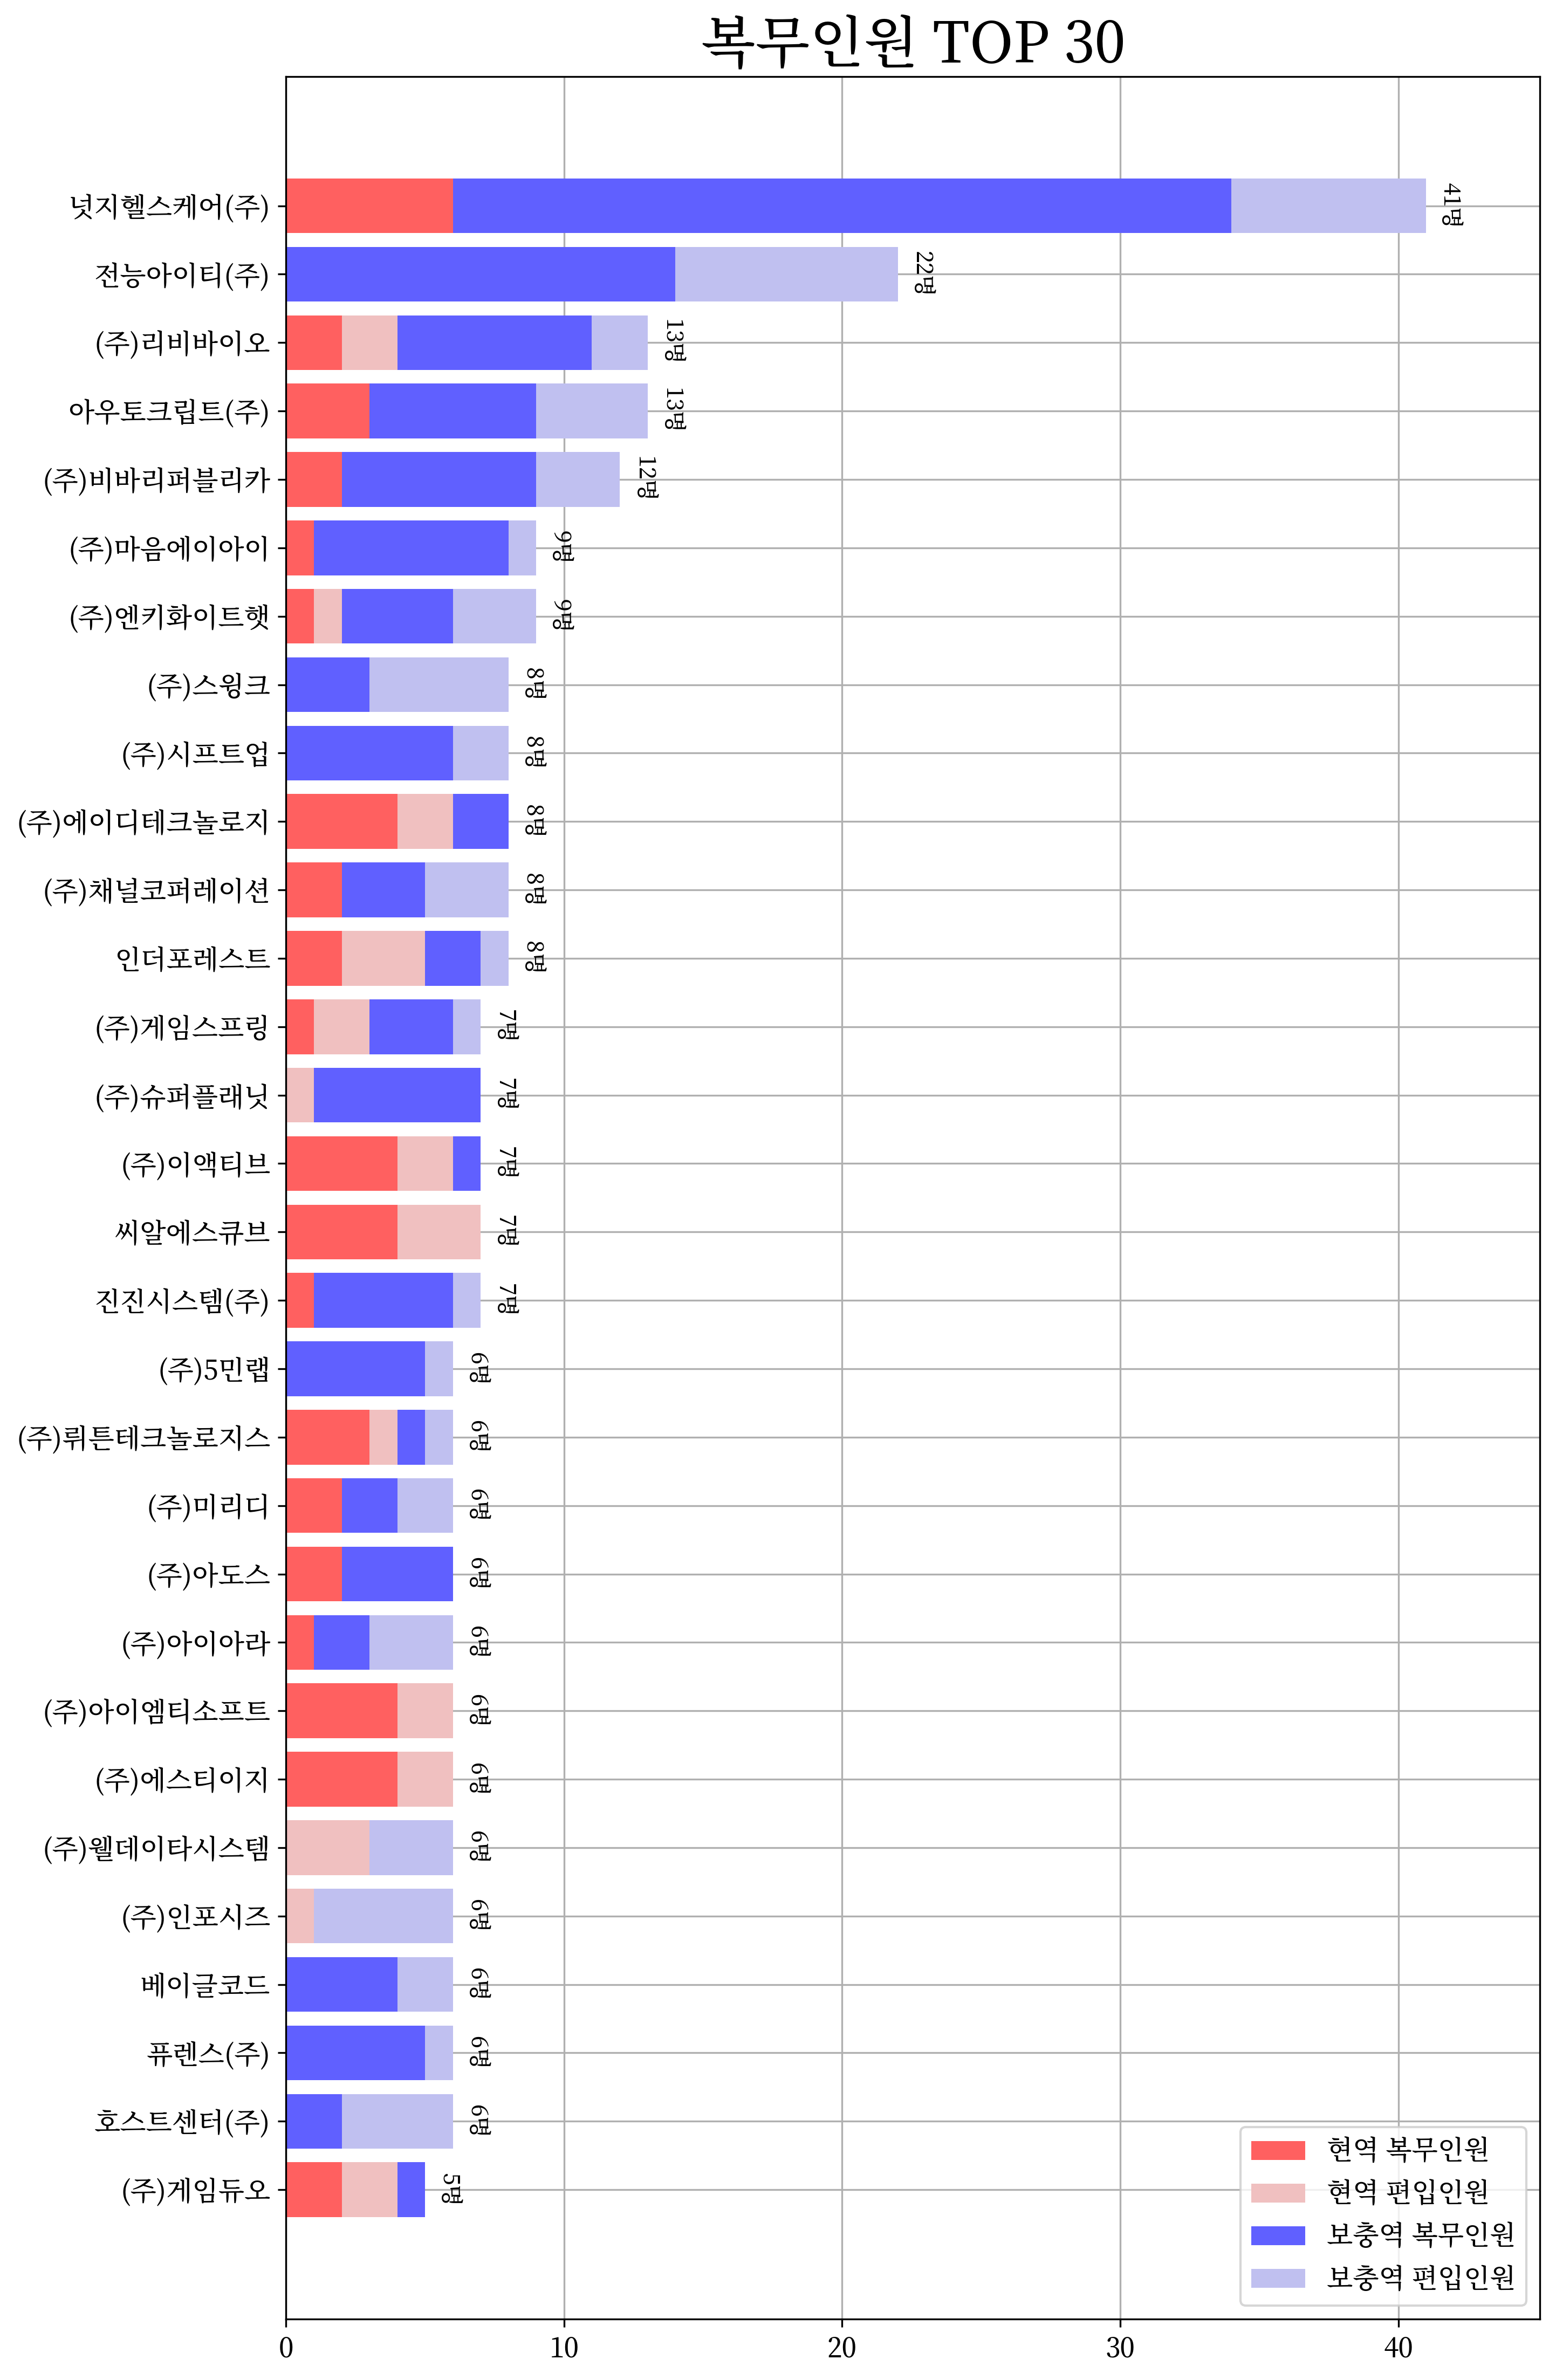 복무인원 TOP 30
넛지헬스케어(주) 41명
전능아이티(주) 22명
(주)리비바이오 13명
아우토크립트(주) 13명
(주)비바리퍼블리카 12명
(주)마음에이아이 9명
(주)엔키화이트햇 9명
(주)스윙크 8명
(주)시프트업 8명
(주)에이디테크놀로지 8명
(주)채널코퍼레이션 8명
인더포레스트 8명
(주)게임스프링 7명
(주)슈퍼플래닛 7명
(주)이액티브 7명
씨알에스큐브 7명
진진시스템(주) 7명
(주)5민랩 6명
(주)뤼튼테크놀로지스 6명
(주)미리디 6명
(주)아도스 6명
(주)아이아라 6명
(주)아이엠티소프트 6명
(주)에스티이지 6명
(주)웰데이타시스템 6명
(주)인포시즈 6명
베이글코드 6명
퓨렌스(주) 6명
호스트센터(주) 6명
(주)게임듀오 5명
현역 복무인원
현역 편입인원
보충역 복무인원
보충역 편입인원
0 10 20 30 40